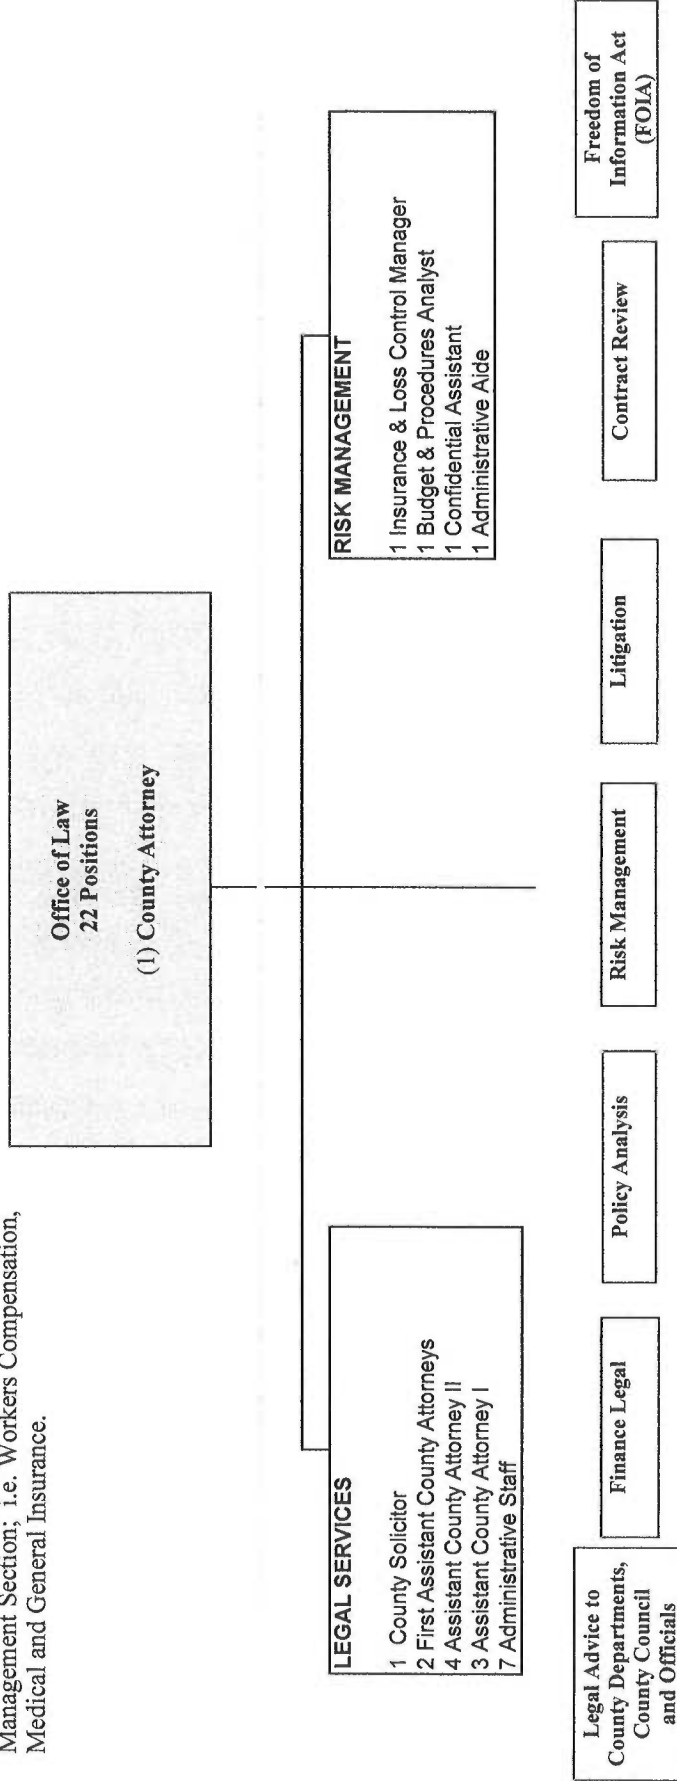 Management Section; i.e. Workers Compensation,
Medical and General Insurance.
Office of Law
22 Positions
(1) County Attorney
LEGAL SERVICES
1 County Solicitor
2 First Assistant County Attorneys
4 Assistant County Attorney II
3 Assistant County Attorney I
7 Administrative Staff
RISK MANAGEMENT
1 Insurance & Loss Control Manager
1 Budget & Procedures Analyst
1 Confidential Assistant
1 Administrative Aide
Legal Advice to
County Departments,
County Council
and Officials
Finance Legal
Policy Analysis
Risk Management
Litigation
Contract Review
Freedom of
Information Act
(FOIA)